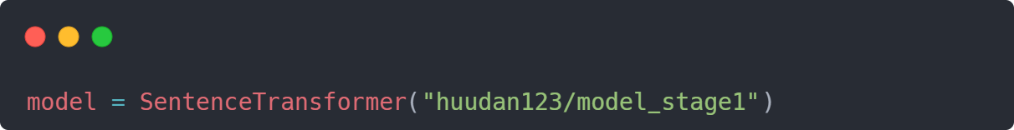 model = SentenceTransformer("huudan123/model_stage1")